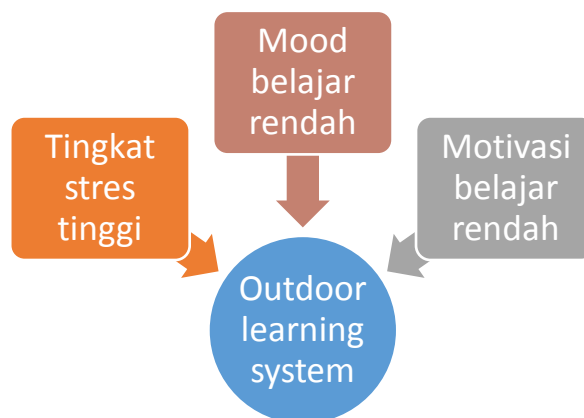 Mood
belajar
rendah
Tingkat
stres
tinggi
Motivasi
belajar
rendah
Outdoor
learning
system